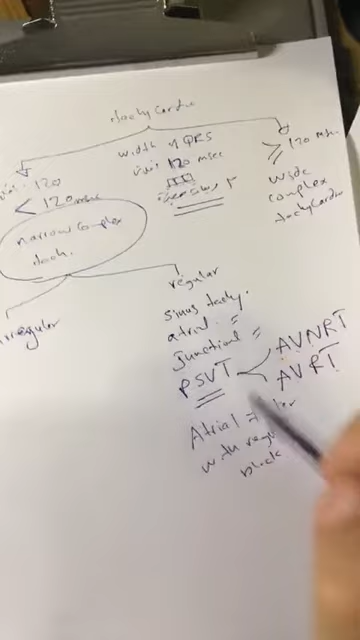 tachycardia
width of QRS
120 msec
< 120 msec
narrow complex
tach.
≥ 120 msec
wide
complex
tachycardia
irregular
regular
sinus tachy.
atrial =
junctional =
PSVT
AVNRT
AVRT
Atrial
with
block